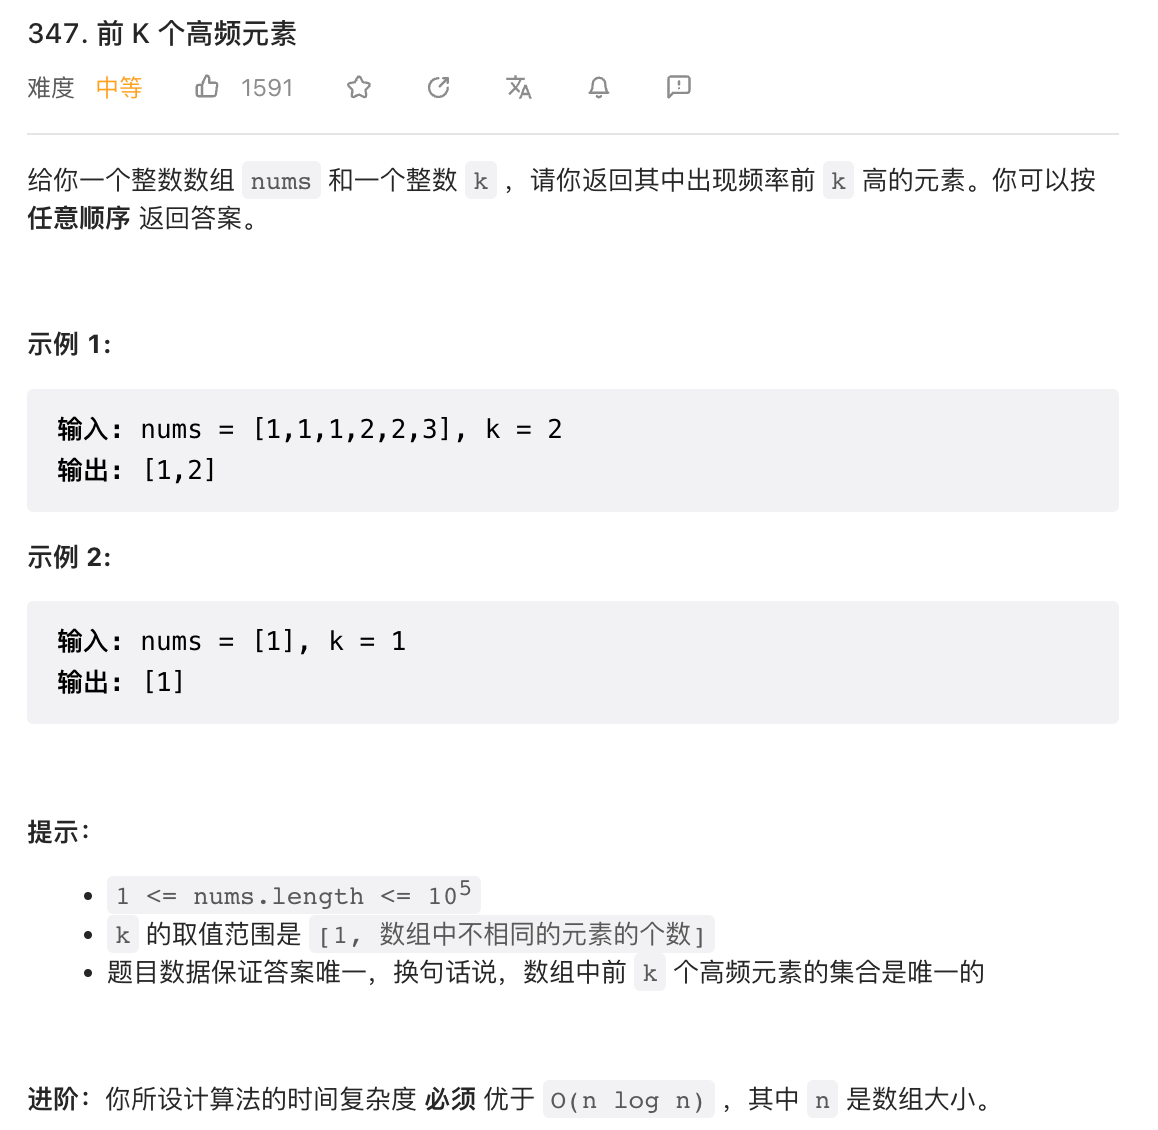 347. 前 K 个高频元素
难度 中等 1591
给你一个整数数组 nums 和一个整数 k ，请你返回其中出现频率前 k 高的元素。你可以按
任意顺序 返回答案。
示例 1:
输入: nums = [1,1,1,2,2,3], k = 2
输出: [1,2]
示例 2:
输入: nums = [1], k = 1
输出: [1]
提示：
1 <= nums.length <= 10⁵
k 的取值范围是 [1, 数组中不相同的元素的个数]
题目数据保证答案唯一，换句话说，数组中前 k 个高频元素的集合是唯一的
进阶：你所设计算法的时间复杂度 必须 优于 O(n log n) ，其中 n 是数组大小。